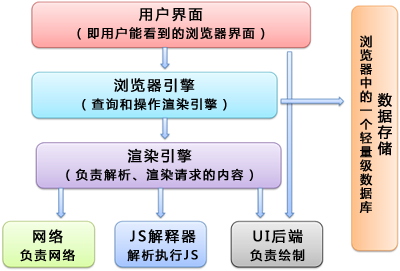 用户界面
（即用户能看到的浏览器界面）
浏览器引擎
（查询和操作渲染引擎）
渲染引擎
（负责解析、渲染请求的内容）
网络
负责网络
JS解释器
解析执行JS
UI后端
负责绘制
数据存储
浏览器中的一个轻量级数据库